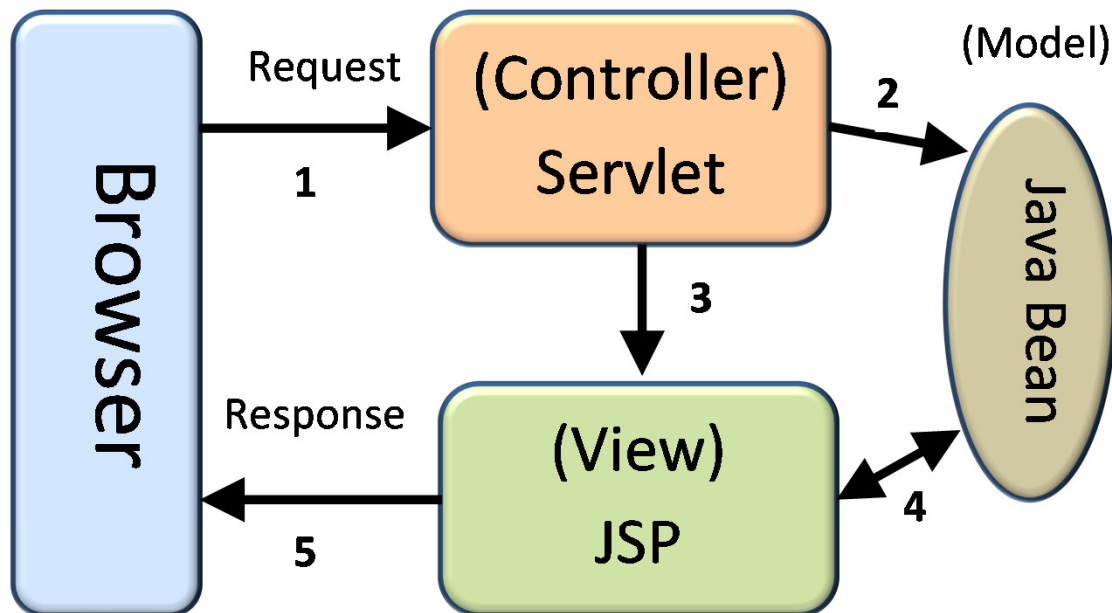 Browser
Request
1
(Controller)
Servlet
2
(Model)
Java Bean
3
Response
5
(View)
JSP
4